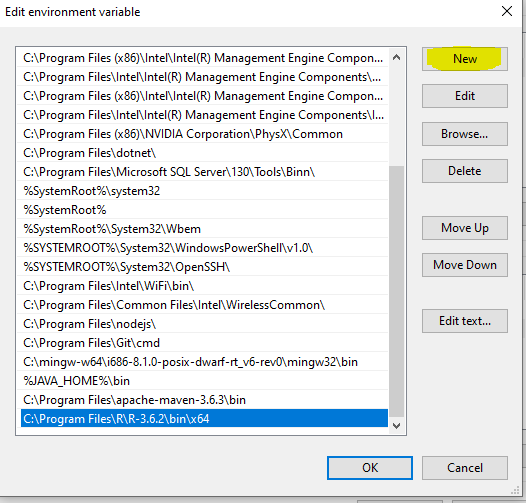 Edit environment variable
C:\Program Files (x86)\Intel\Intel(R) Management Engine Compon...
C:\Program Files (x86)\Intel\Intel(R) Management Engine Components\...
C:\Program Files (x86)\Intel\Intel(R) Management Engine Compon...
C:\Program Files (x86)\Intel\Intel(R) Management Engine Components\I...
C:\Program Files (x86)\NVIDIA Corporation\PhysX\Common
C:\Program Files\dotnet\
C:\Program Files\Microsoft SQL Server\130\Tools\Binn\
%SystemRoot%\system32
%SystemRoot%
%SystemRoot%\System32\Wbem
%SYSTEMROOT%\System32\WindowsPowerShell\v1.0\
%SYSTEMROOT%\System32\OpenSSH\
C:\Program Files\Intel\WiFi\bin\
C:\Program Files\Common Files\Intel\WirelessCommon\
C:\Program Files\nodejs\
C:\Program Files\Git\cmd
C:\mingw-w64\i686-8.1.0-posix-dwarf-rt_v6-rev0\mingw32\bin
%JAVA_HOME%\bin
C:\Program Files\apache-maven-3.6.3\bin
C:\Program Files\R\R-3.6.2\bin\x64
New
Edit
Browse...
Delete
Move Up
Move Down
Edit text...
OK
Cancel